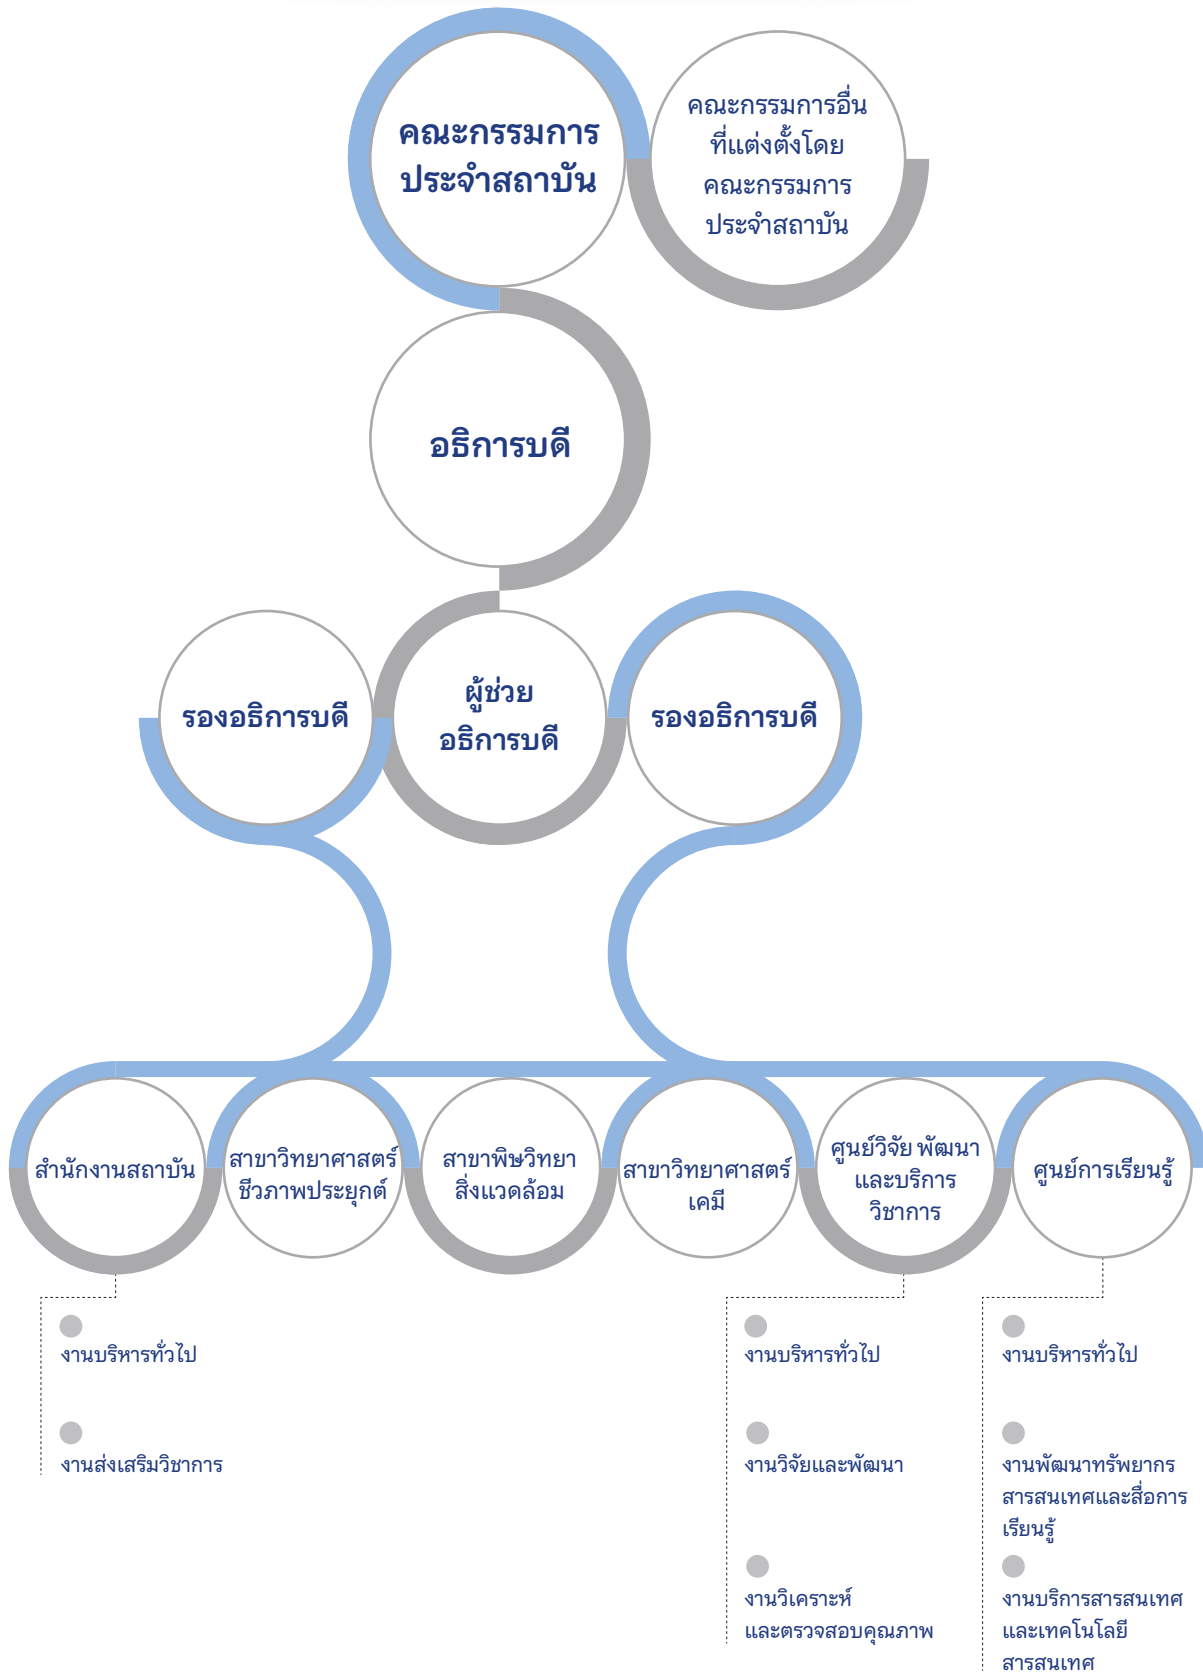 คณะกรรมการ
ประจำสถาบัน
คณะกรรมการอื่น
ที่แต่งตั้งโดย
คณะกรรมการ
ประจำสถาบัน
อธิการบดี
รองอธิการบดี
ผู้ช่วย
อธิการบดี
รองอธิการบดี
สำนักงานสถาบัน
สาขาวิทยาศาสตร์
ชีวภาพประยุกต์
สาขาพิษวิทยา
สิ่งแวดล้อม
สาขาวิทยาศาสตร์
เคมี
ศูนย์วิจัย พัฒนา
และบริการ
วิชาการ
ศูนย์การเรียนรู้
งานบริหารทั่วไป
งานส่งเสริมวิชาการ
งานบริหารทั่วไป
งานวิจัยและพัฒนา
งานวิเคราะห์
และตรวจสอบคุณภาพ
งานบริหารทั่วไป
งานพัฒนาทรัพยากร
สารสนเทศและสื่อการ
เรียนรู้
งานบริการสารสนเทศ
และเทคโนโลยี
สารสนเทศ